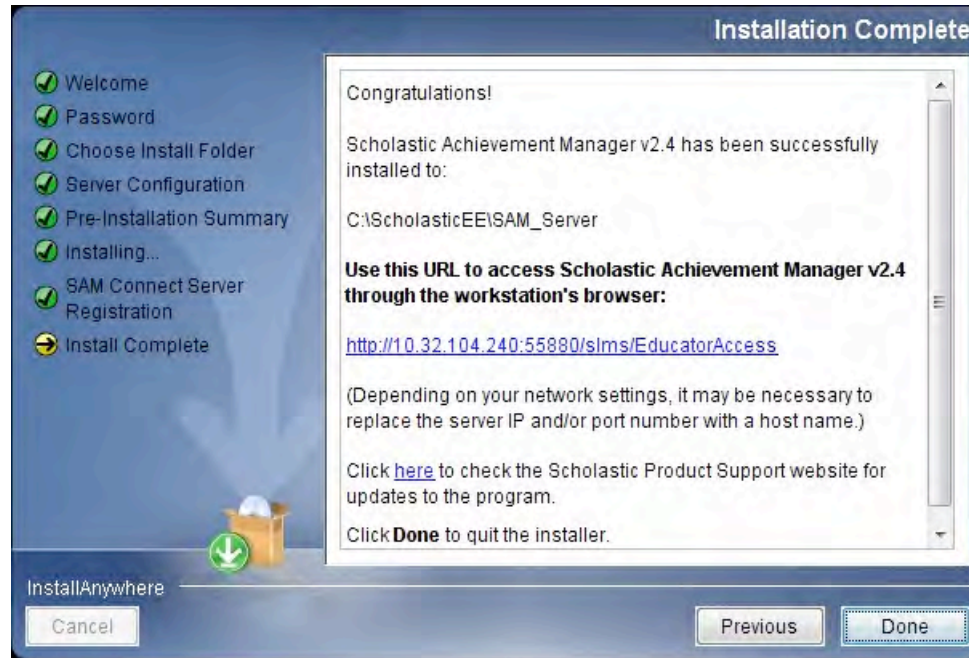 Installation Complete
Welcome
Password
Choose Install Folder
Server Configuration
Pre-Installation Summary
Installing...
SAM Connect Server
Registration
Install Complete
Congratulations!
Scholastic Achievement Manager v2.4 has been successfully
installed to:
C:\ScholasticEE\SAM_Server
Use this URL to access Scholastic Achievement Manager v2.4
through the workstation's browser:
http://10.32.104.240:55880/slms/EducatorAccess
(Depending on your network settings, it may be necessary to
replace the server IP and/or port number with a host name.)
Click here to check the Scholastic Product Support website for
updates to the program.
Click Done to quit the installer.
InstallAnywhere
Cancel
Previous
Done